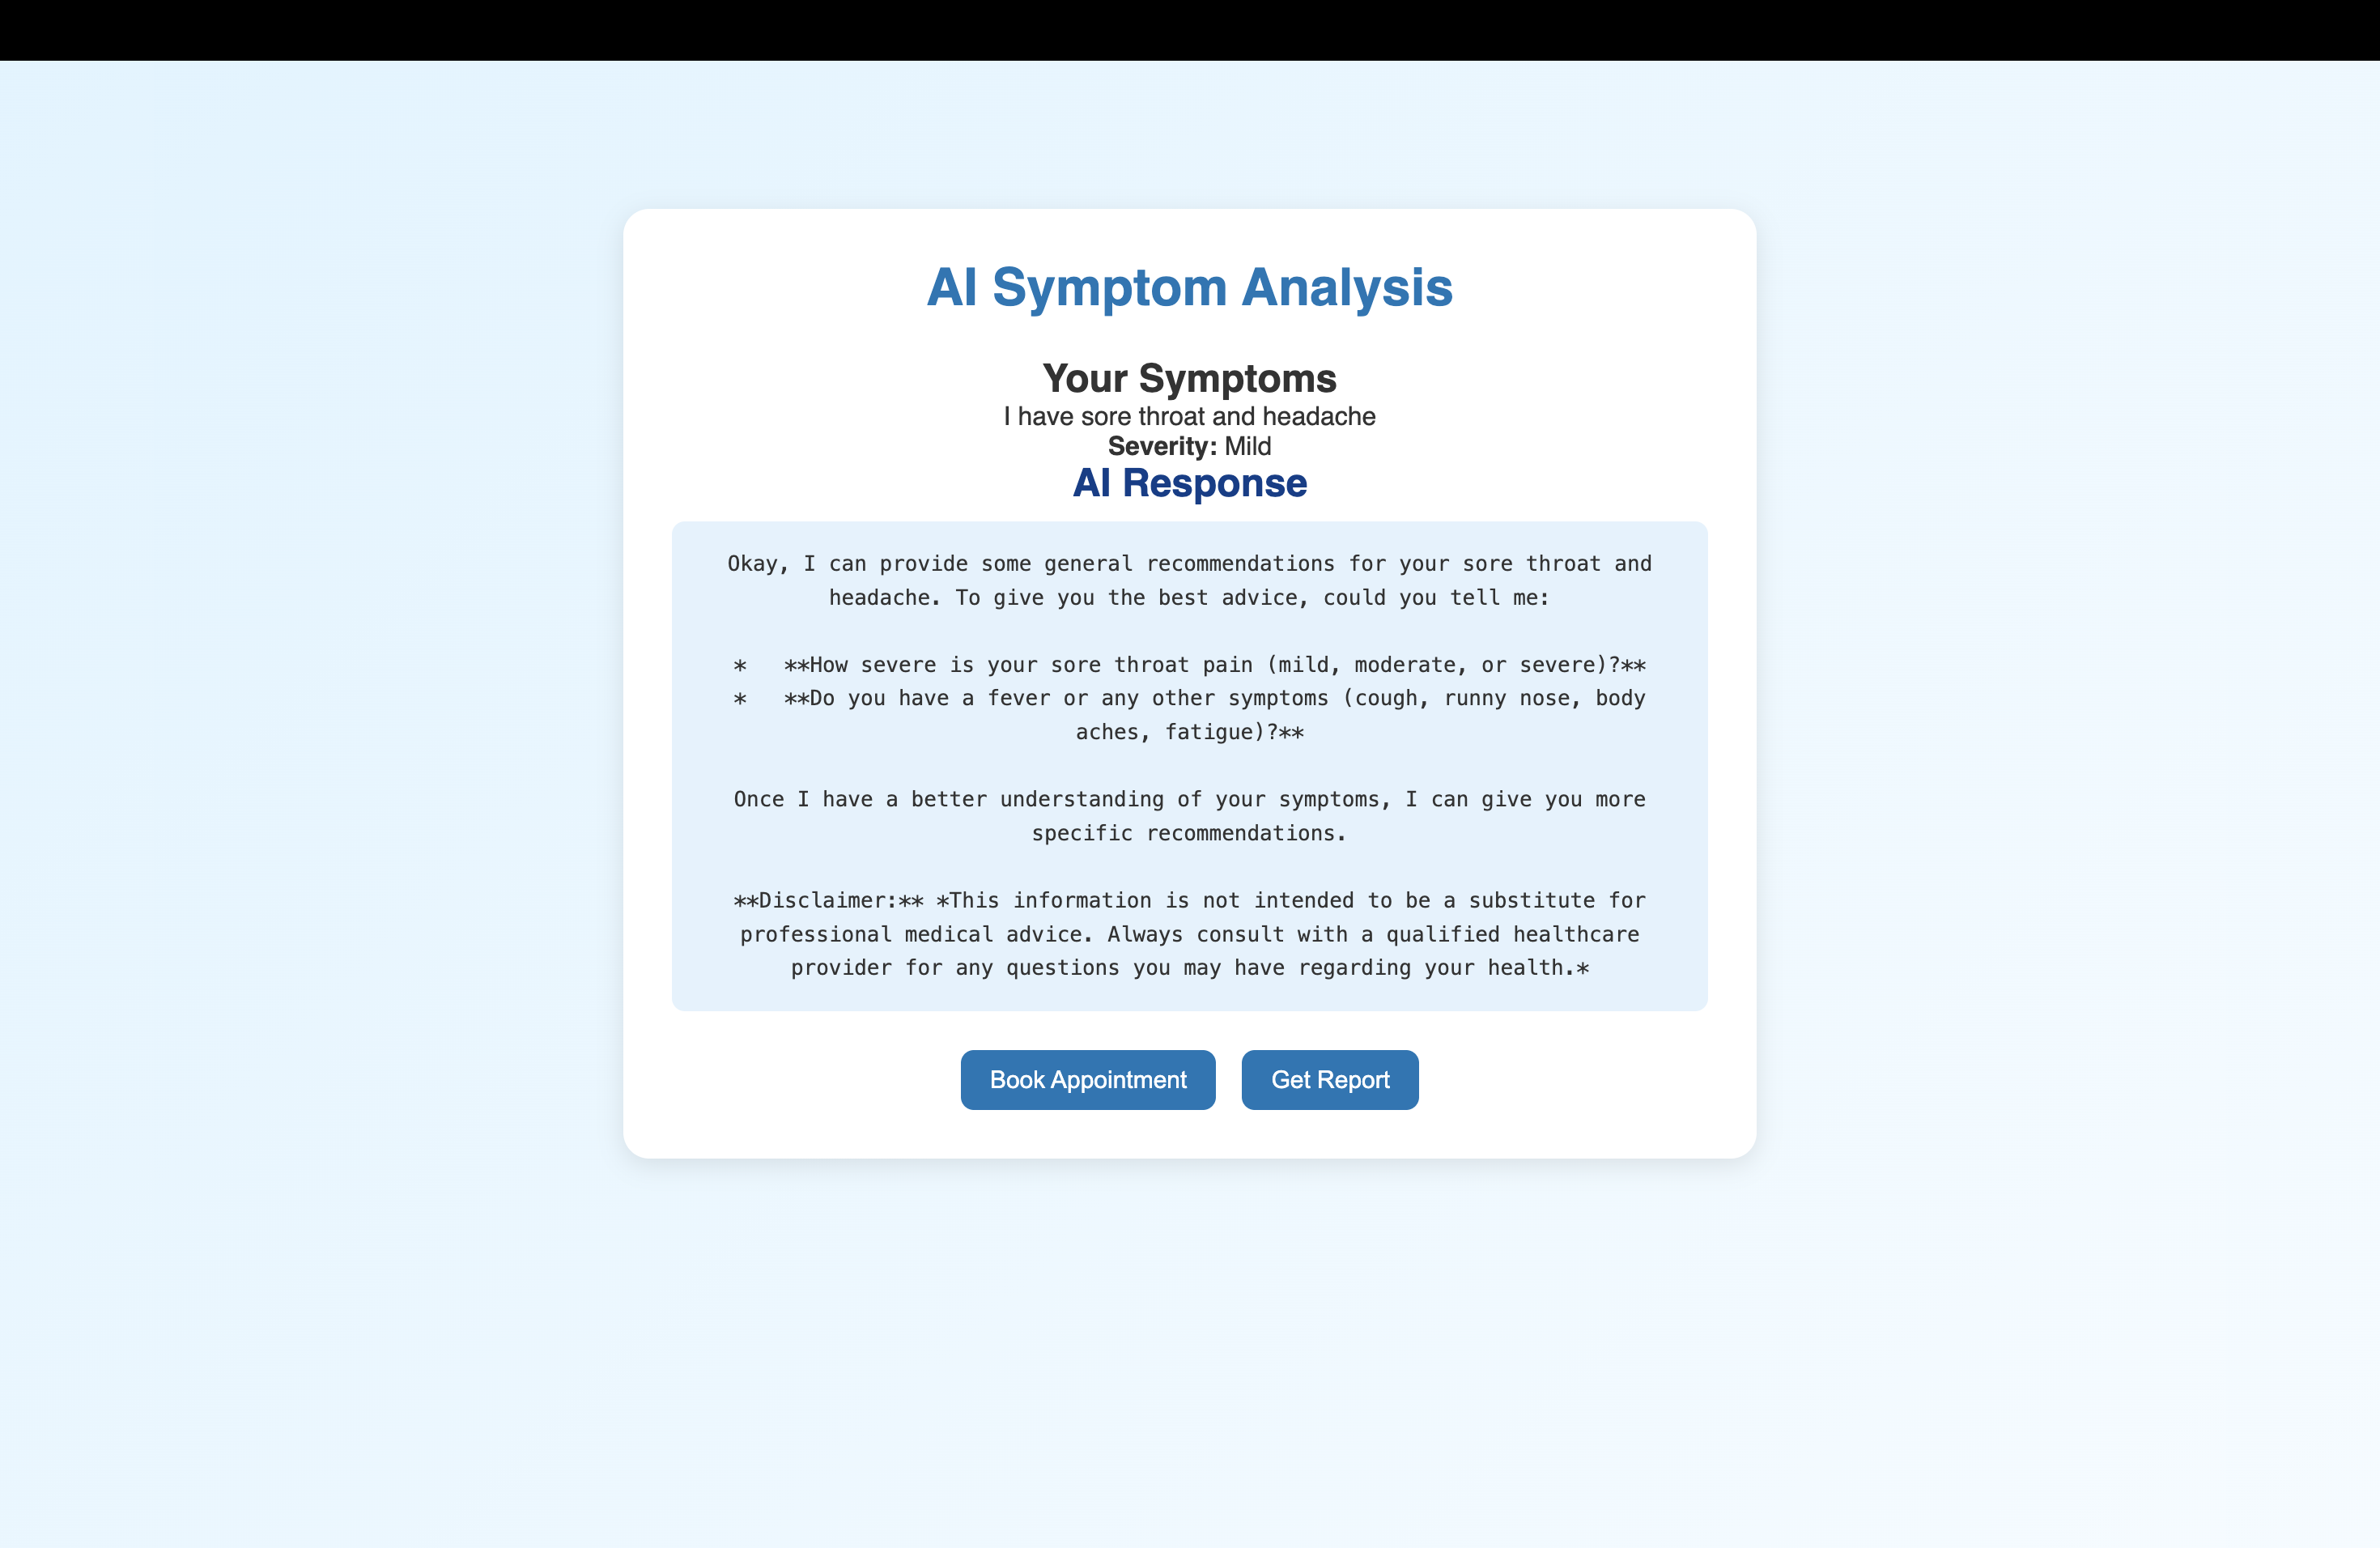 AI Symptom Analysis
Your Symptoms
I have sore throat and headache
Severity: Mild
AI Response
Okay, I can provide some general recommendations for your sore throat and
headache. To give you the best advice, could you tell me:
*   **How severe is your sore throat pain (mild, moderate, or severe)?**
*   **Do you have a fever or any other symptoms (cough, runny nose, body
aches, fatigue)?**
Once I have a better understanding of your symptoms, I can give you more
specific recommendations.
**Disclaimer:** *This information is not intended to be a substitute for
professional medical advice. Always consult with a qualified healthcare
provider for any questions you may have regarding your health.*
Book Appointment Get Report